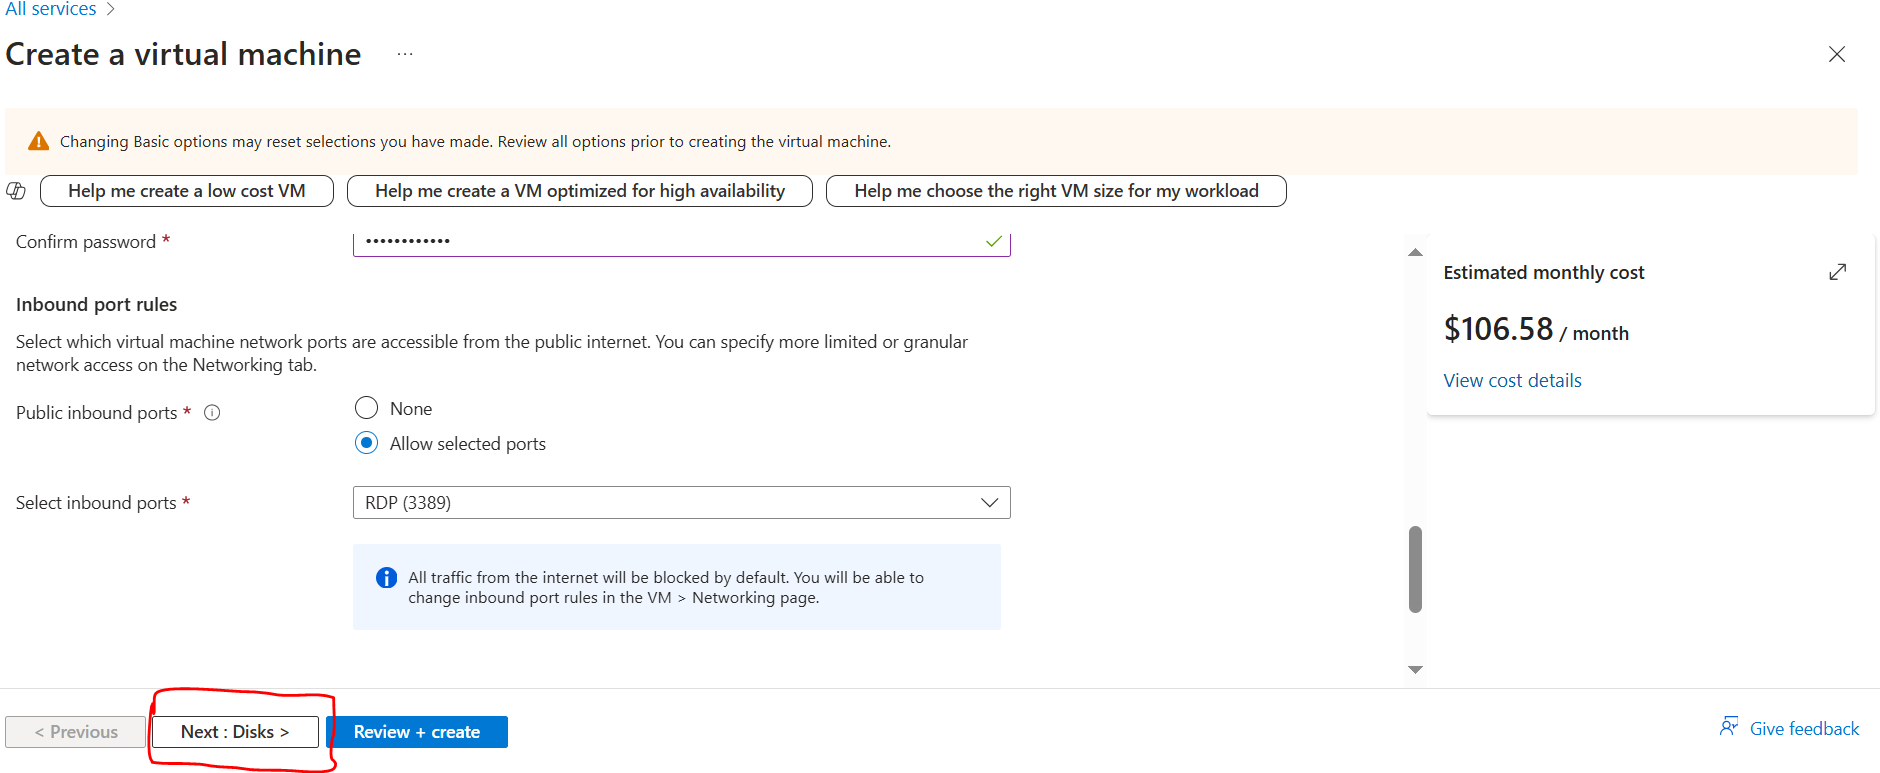 All services >
Create a virtual machine ...
Changing Basic options may reset selections you have made. Review all options prior to creating the virtual machine.
Help me create a low cost VM
Help me create a VM optimized for high availability
Help me choose the right VM size for my workload
Confirm password *
••••••••••••
Inbound port rules
Select which virtual machine network ports are accessible from the public internet. You can specify more limited or granular
network access on the Networking tab.
Public inbound ports *
None
Allow selected ports
Select inbound ports *
RDP (3389)
All traffic from the internet will be blocked by default. You will be able to
change inbound port rules in the VM > Networking page.
Estimated monthly cost
$106.58 / month
View cost details
< Previous
Next : Disks >
Review + create
Give feedback